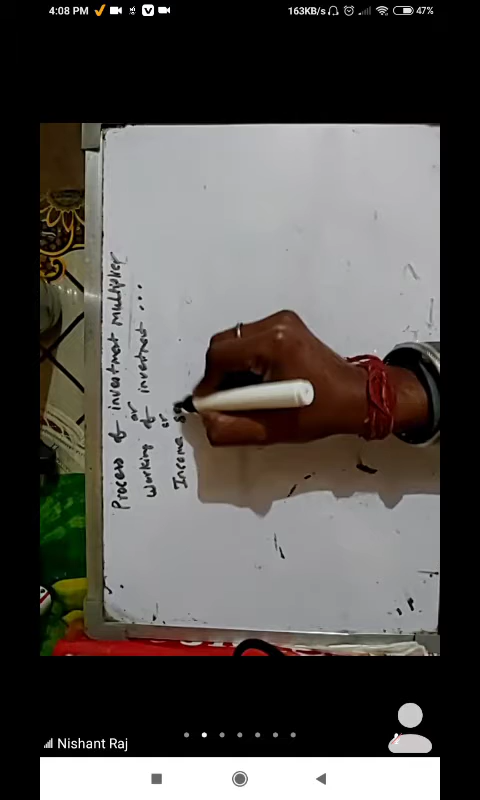 4:08 PM
163KB/s
47%
Process of investment multiplier
or
working of investment ...
or
Income
Nishant Raj